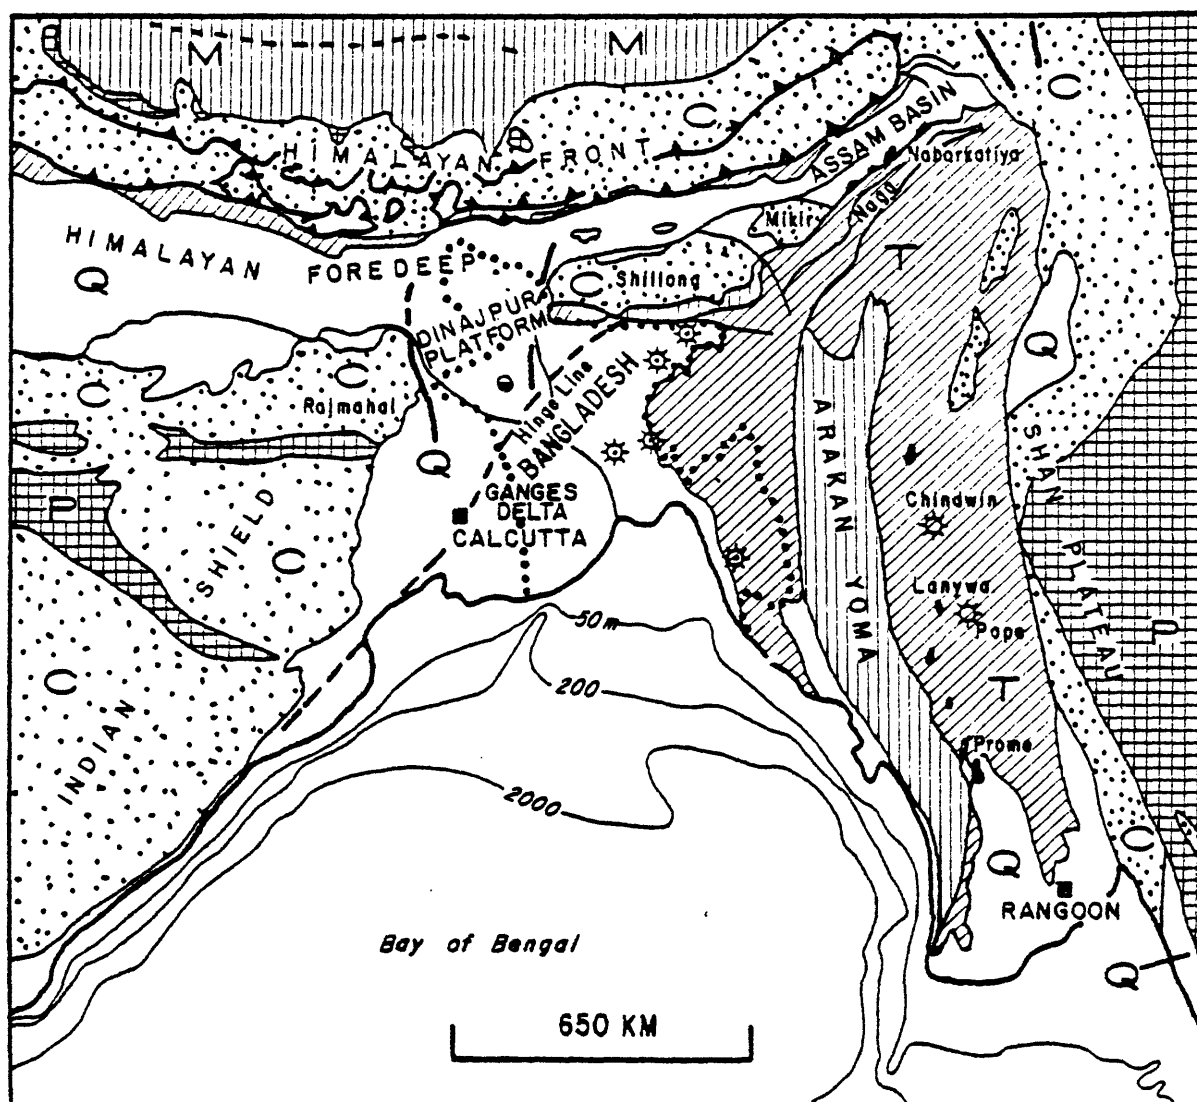 B
M
M
C
C
B
HIMALAYAN FRONT
ASSAM BASIN
Naharkatiya
D
Naga
Mikir
HIMALAYAN FOREDEEP
T
Q
C
Shillong
DINAJPUR
PLATFORM
Q
C
C
Rajmahal
Hinge Line
BANGLADESH
ARAKAN YOMA
SHAN PLATEAU
Q
P
GANGES
DELTA
CALCUTTA
Chindwin
SHIELD
C
Lanywa
50m
Popa
P
C
200
T
INDIAN
Prome
2000
C
Q
RANGOON
Bay of Bengal
Q
650 KM